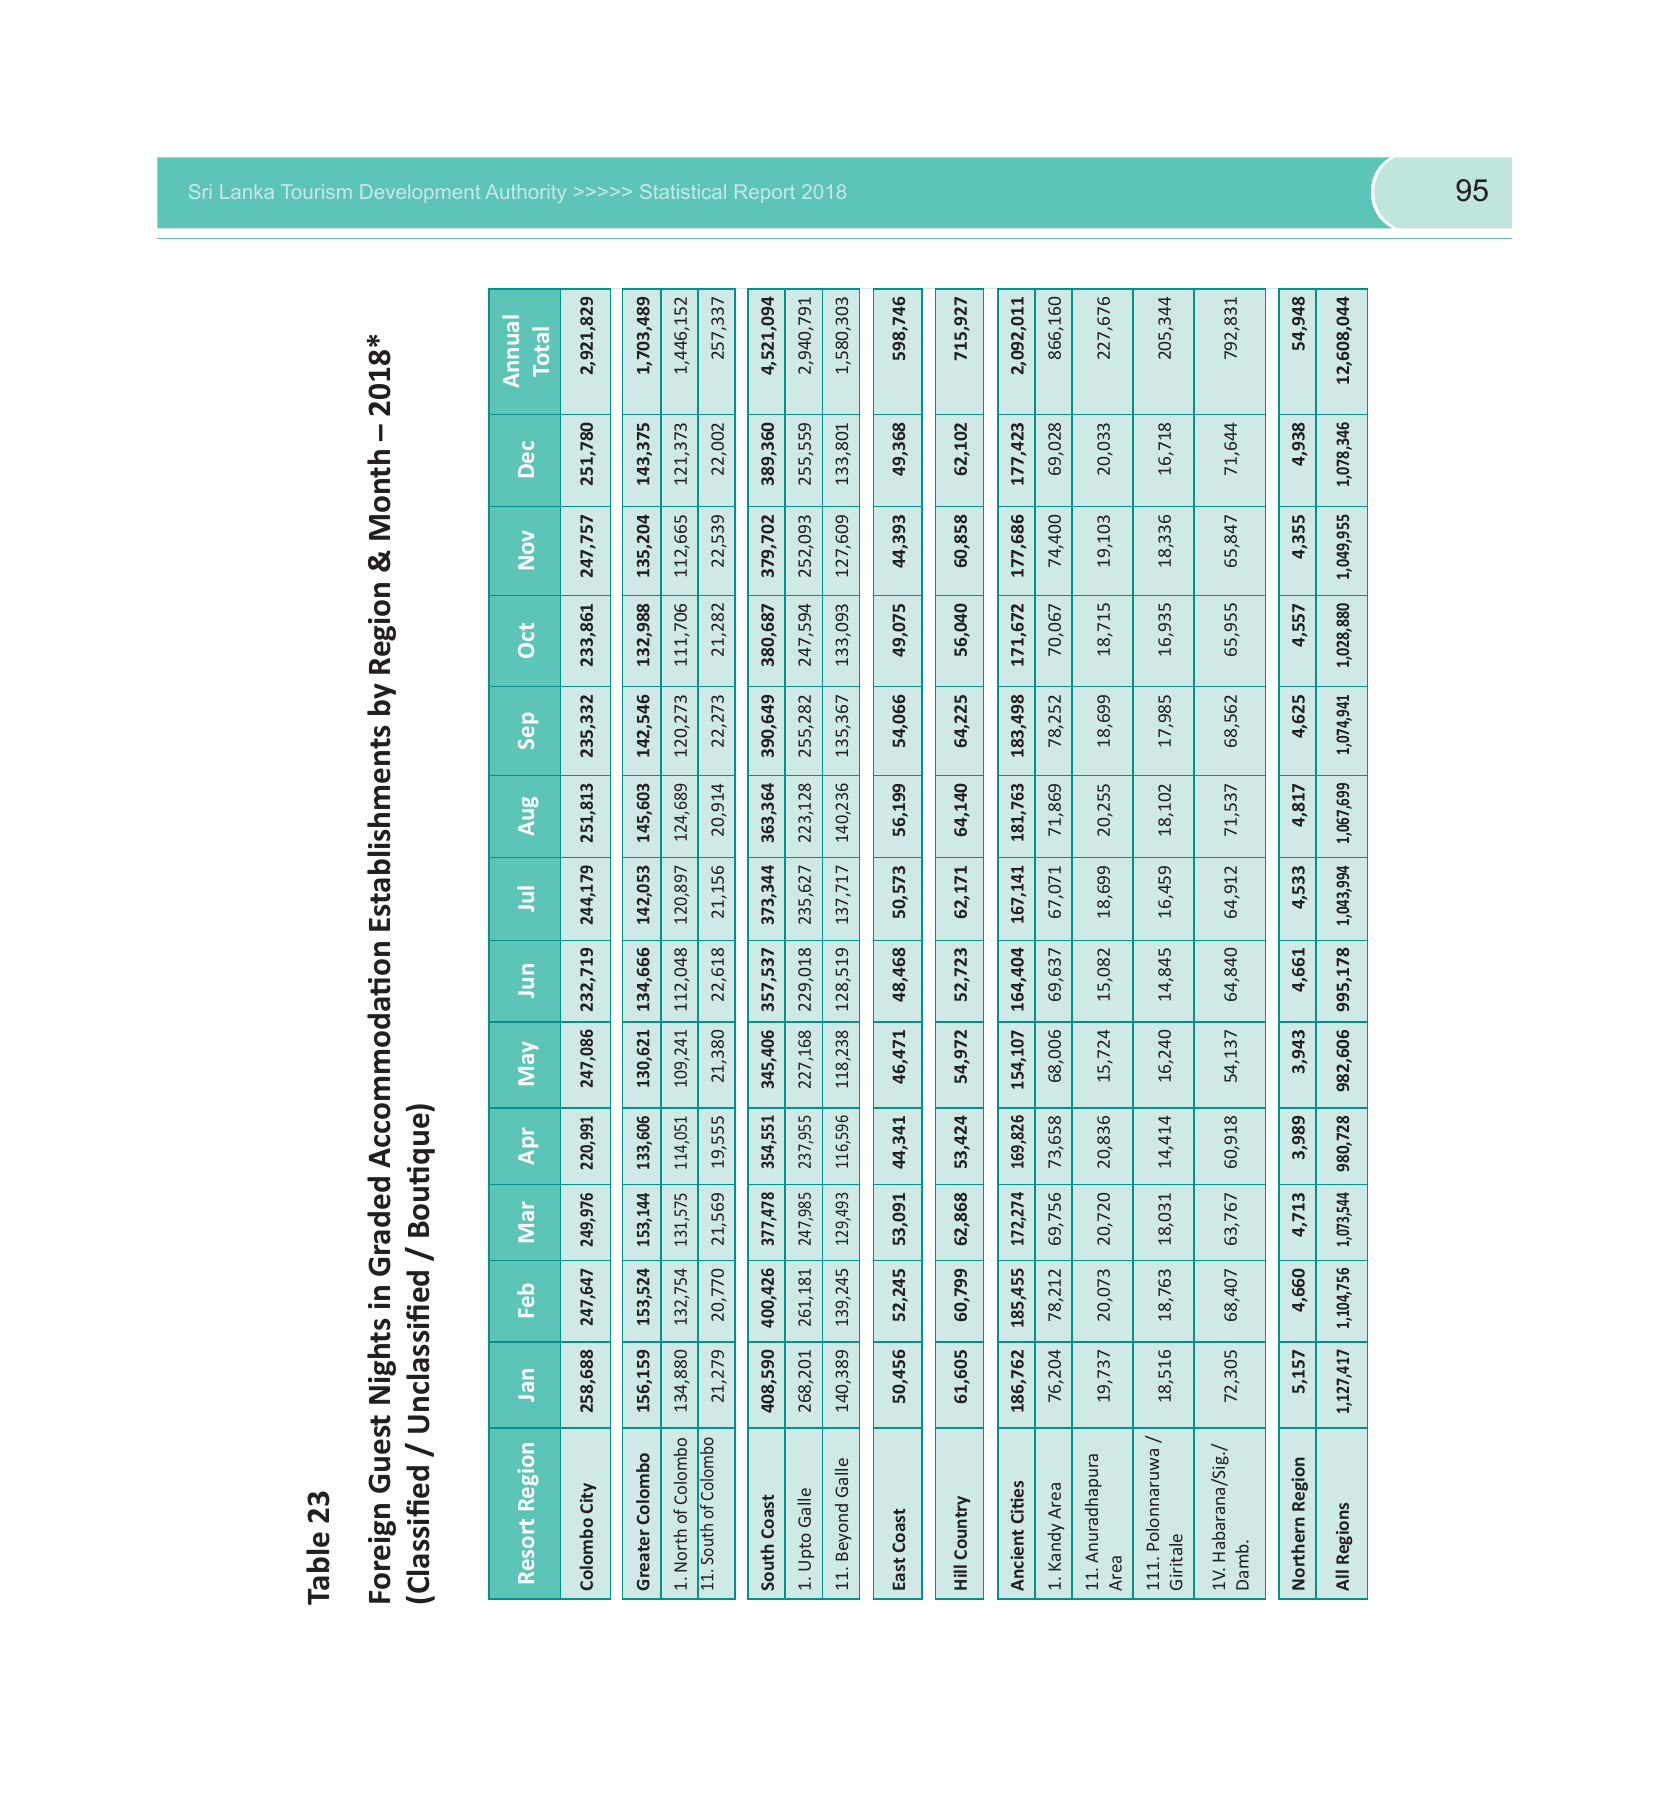 Sri Lanka Tourism Development Authority >>>>> Statistical Report 2018
95
Table 23
Foreign Guest Nights in Graded Accommodation Establishments by Region & Month – 2018*
(Classified / Unclassified / Boutique)
Resort Region Jan Feb Mar Apr May Jun Jul Aug Sep Oct Nov Dec Annual
Total
Colombo City 258,688 247,647 249,976 220,991 247,086 232,719 244,179 251,813 235,332 233,861 247,757 251,780 2,921,829
Greater Colombo 156,159 153,524 153,144 133,606 130,621 134,666 142,053 145,603 142,546 132,988 135,204 143,375 1,703,489
1. North of Colombo 134,880 132,754 131,575 114,051 109,241 112,048 120,897 124,689 120,273 111,706 112,665 121,373 1,446,152
11. South of Colombo 21,279 20,770 21,569 19,555 21,380 22,618 21,156 20,914 22,273 21,282 22,539 22,002 257,337
South Coast 408,590 400,426 377,478 354,551 345,406 357,537 373,344 363,364 390,649 380,687 379,702 389,360 4,521,094
1. Upto Galle 268,201 261,181 247,985 237,955 227,168 229,018 235,627 223,128 255,282 247,594 252,093 255,559 2,940,791
11. Beyond Galle 140,389 139,245 129,493 116,596 118,238 128,519 137,717 140,236 135,367 133,093 127,609 133,801 1,580,303
East Coast 50,456 52,245 53,091 44,341 46,471 48,468 50,573 56,199 54,066 49,075 44,393 49,368 598,746
Hill Country 61,605 60,799 62,868 53,424 54,972 52,723 62,171 64,140 64,225 56,040 60,858 62,102 715,927
Ancient Cities 186,762 185,455 172,274 169,826 154,107 164,404 167,141 181,763 183,498 171,672 177,686 177,423 2,092,011
1. Kandy Area 76,204 78,212 69,756 73,658 68,006 69,637 67,071 71,869 78,252 70,067 74,400 69,028 866,160
11. Anuradhapura 19,737 20,073 20,720 20,836 15,724 15,082 18,699 20,255 18,699 18,715 19,103 20,033 227,676
Area
111. Polonnaruwa / 18,516 18,763 18,031 14,414 16,240 14,845 16,459 18,102 17,985 16,935 18,336 16,718 205,344
Giritale
1V. Habarana/Sig./ 72,305 68,407 63,767 60,918 54,137 64,840 64,912 71,537 68,562 65,955 65,847 71,644 792,831
Damb.
Northern Region 5,157 4,660 4,713 3,989 3,943 4,661 4,533 4,817 4,625 4,557 4,355 4,938 54,948
All Regions 1,127,417 1,104,756 1,073,544 980,728 982,606 995,178 1,043,994 1,067,699 1,074,941 1,028,880 1,049,955 1,078,346 12,608,044